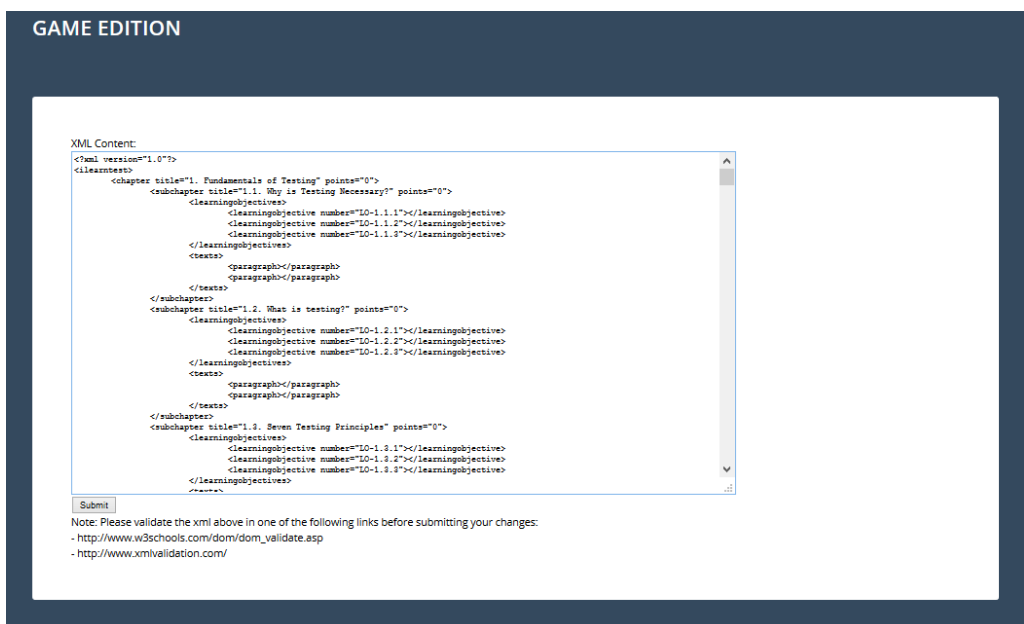 GAME EDITION
XML Content:
<?xml version="1.0"?>
<ilearntest>
<chapter title="1. Fundamentals of Testing" points="0">
<subchapter title="1.1. Why is Testing Necessary?" points="0">
<learningobjectives>
<learningobjective number="LO-1.1.1"></learningobjective>
<learningobjective number="LO-1.1.2"></learningobjective>
<learningobjective number="LO-1.1.3"></learningobjective>
</learningobjectives>
<texts>
<paragraph></paragraph>
<paragraph></paragraph>
</texts>
</subchapter>
<subchapter title="1.2. What is testing?" points="0">
<learningobjectives>
<learningobjective number="LO-1.2.1"></learningobjective>
<learningobjective number="LO-1.2.2"></learningobjective>
<learningobjective number="LO-1.2.3"></learningobjective>
</learningobjectives>
<texts>
<paragraph></paragraph>
<paragraph></paragraph>
</texts>
</subchapter>
<subchapter title="1.3. Seven Testing Principles" points="0">
<learningobjectives>
<learningobjective number="LO-1.3.1"></learningobjective>
<learningobjective number="LO-1.3.2"></learningobjective>
<learningobjective number="LO-1.3.3"></learningobjective>
</learningobjectives>
<texts>
Submit
Note: Please validate the xml above in one of the following links before submitting your changes:
- http://www.w3schools.com/dom/dom_validate.asp
- http://www.xmlvalidation.com/